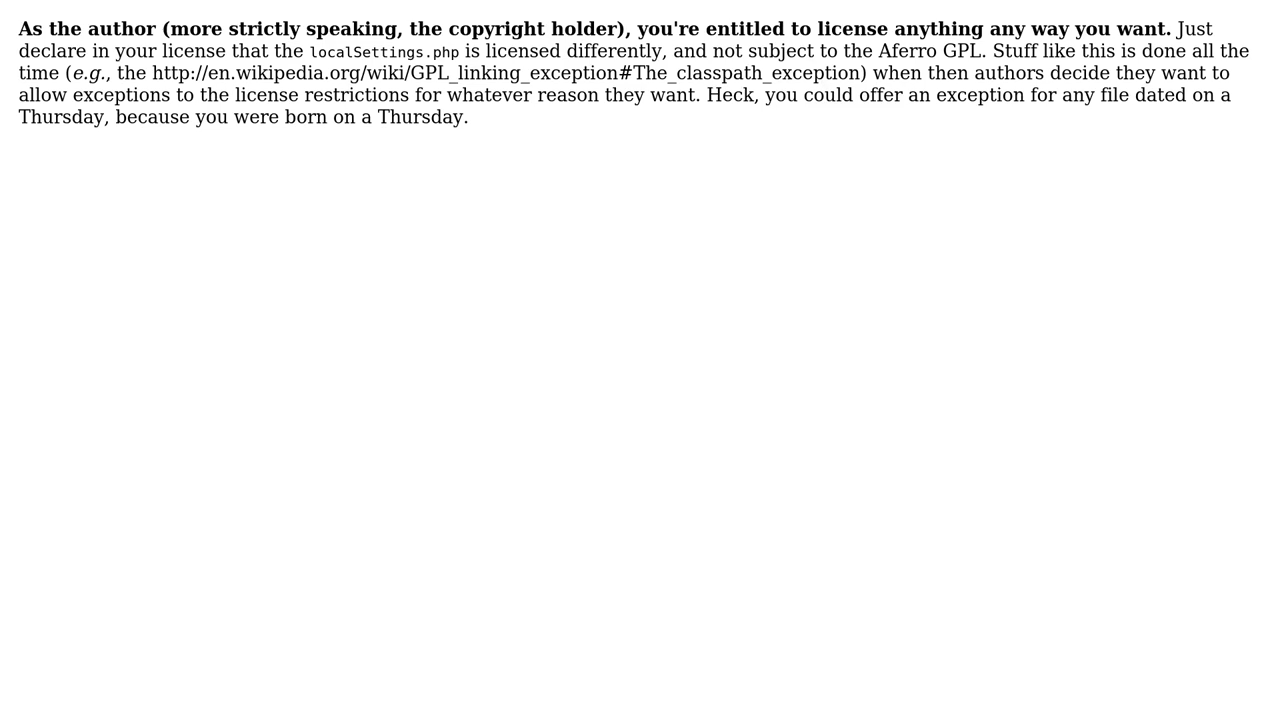 As the author (more strictly speaking, the copyright holder), you're entitled to license anything any way you want. Just
declare in your license that the localSettings.php is licensed differently, and not subject to the Aferro GPL. Stuff like this is done all the
time (e.g., the http://en.wikipedia.org/wiki/GPL_linking_exception#The_classpath_exception) when then authors decide they want to
allow exceptions to the license restrictions for whatever reason they want. Heck, you could offer an exception for any file dated on a
Thursday, because you were born on a Thursday.